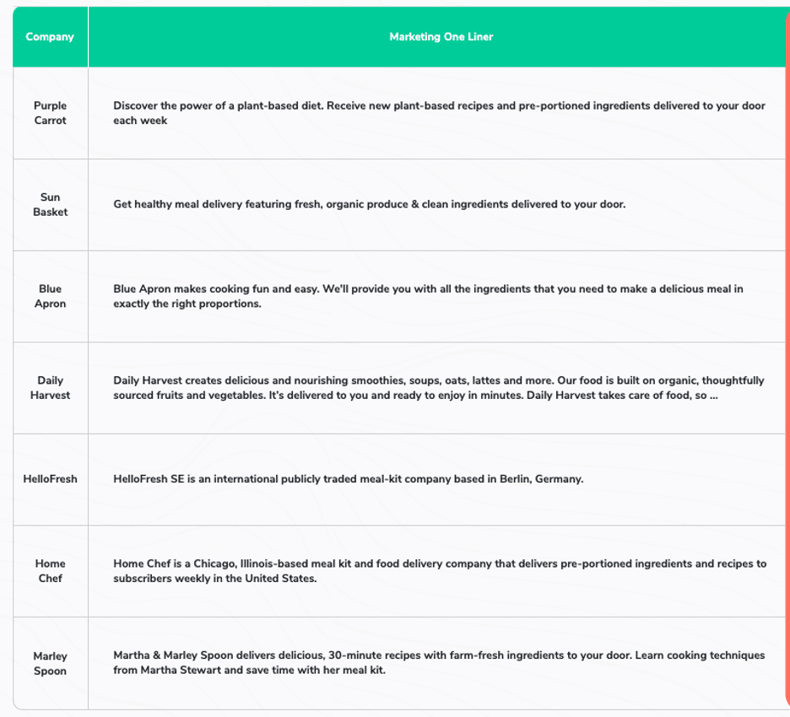 Company
Marketing One Liner
Purple
Carrot
Discover the power of a plant-based diet. Receive new plant-based recipes and pre-portioned ingredients delivered to your door
each week
Sun
Basket
Get healthy meal delivery featuring fresh, organic produce & clean ingredients delivered to your door.
Blue
Apron
Blue Apron makes cooking fun and easy. We'll provide you with all the ingredients that you need to make a delicious meal in
exactly the right proportions.
Daily
Harvest
Daily Harvest creates delicious and nourishing smoothies, soups, oats, lattes and more. Our food is built on organic, thoughtfully
sourced fruits and vegetables. It's delivered to you and ready to enjoy in minutes. Daily Harvest takes care of food, so ...
HelloFresh
HelloFresh SE is an international publicly traded meal-kit company based in Berlin, Germany.
Home
Chef
Home Chef is a Chicago, Illinois-based meal kit and food delivery company that delivers pre-portioned ingredients and recipes to
subscribers weekly in the United States.
Marley
Spoon
Martha & Marley Spoon delivers delicious, 30-minute recipes with farm-fresh ingredients to your door. Learn cooking techniques
from Martha Stewart and save time with her meal kit.